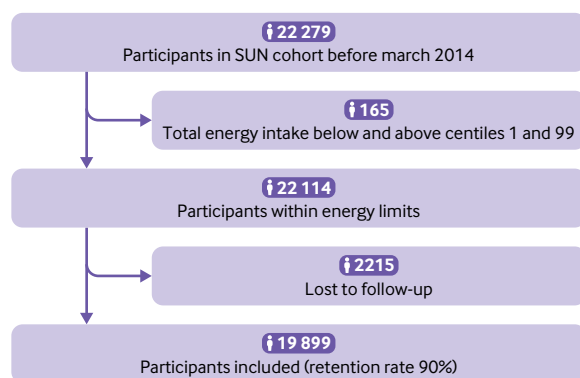 22 279
Participants in SUN cohort before march 2014
165
Total energy intake below and above centiles 1 and 99
22 114
Participants within energy limits
2215
Lost to follow-up
19 899
Participants included (retention rate 90%)